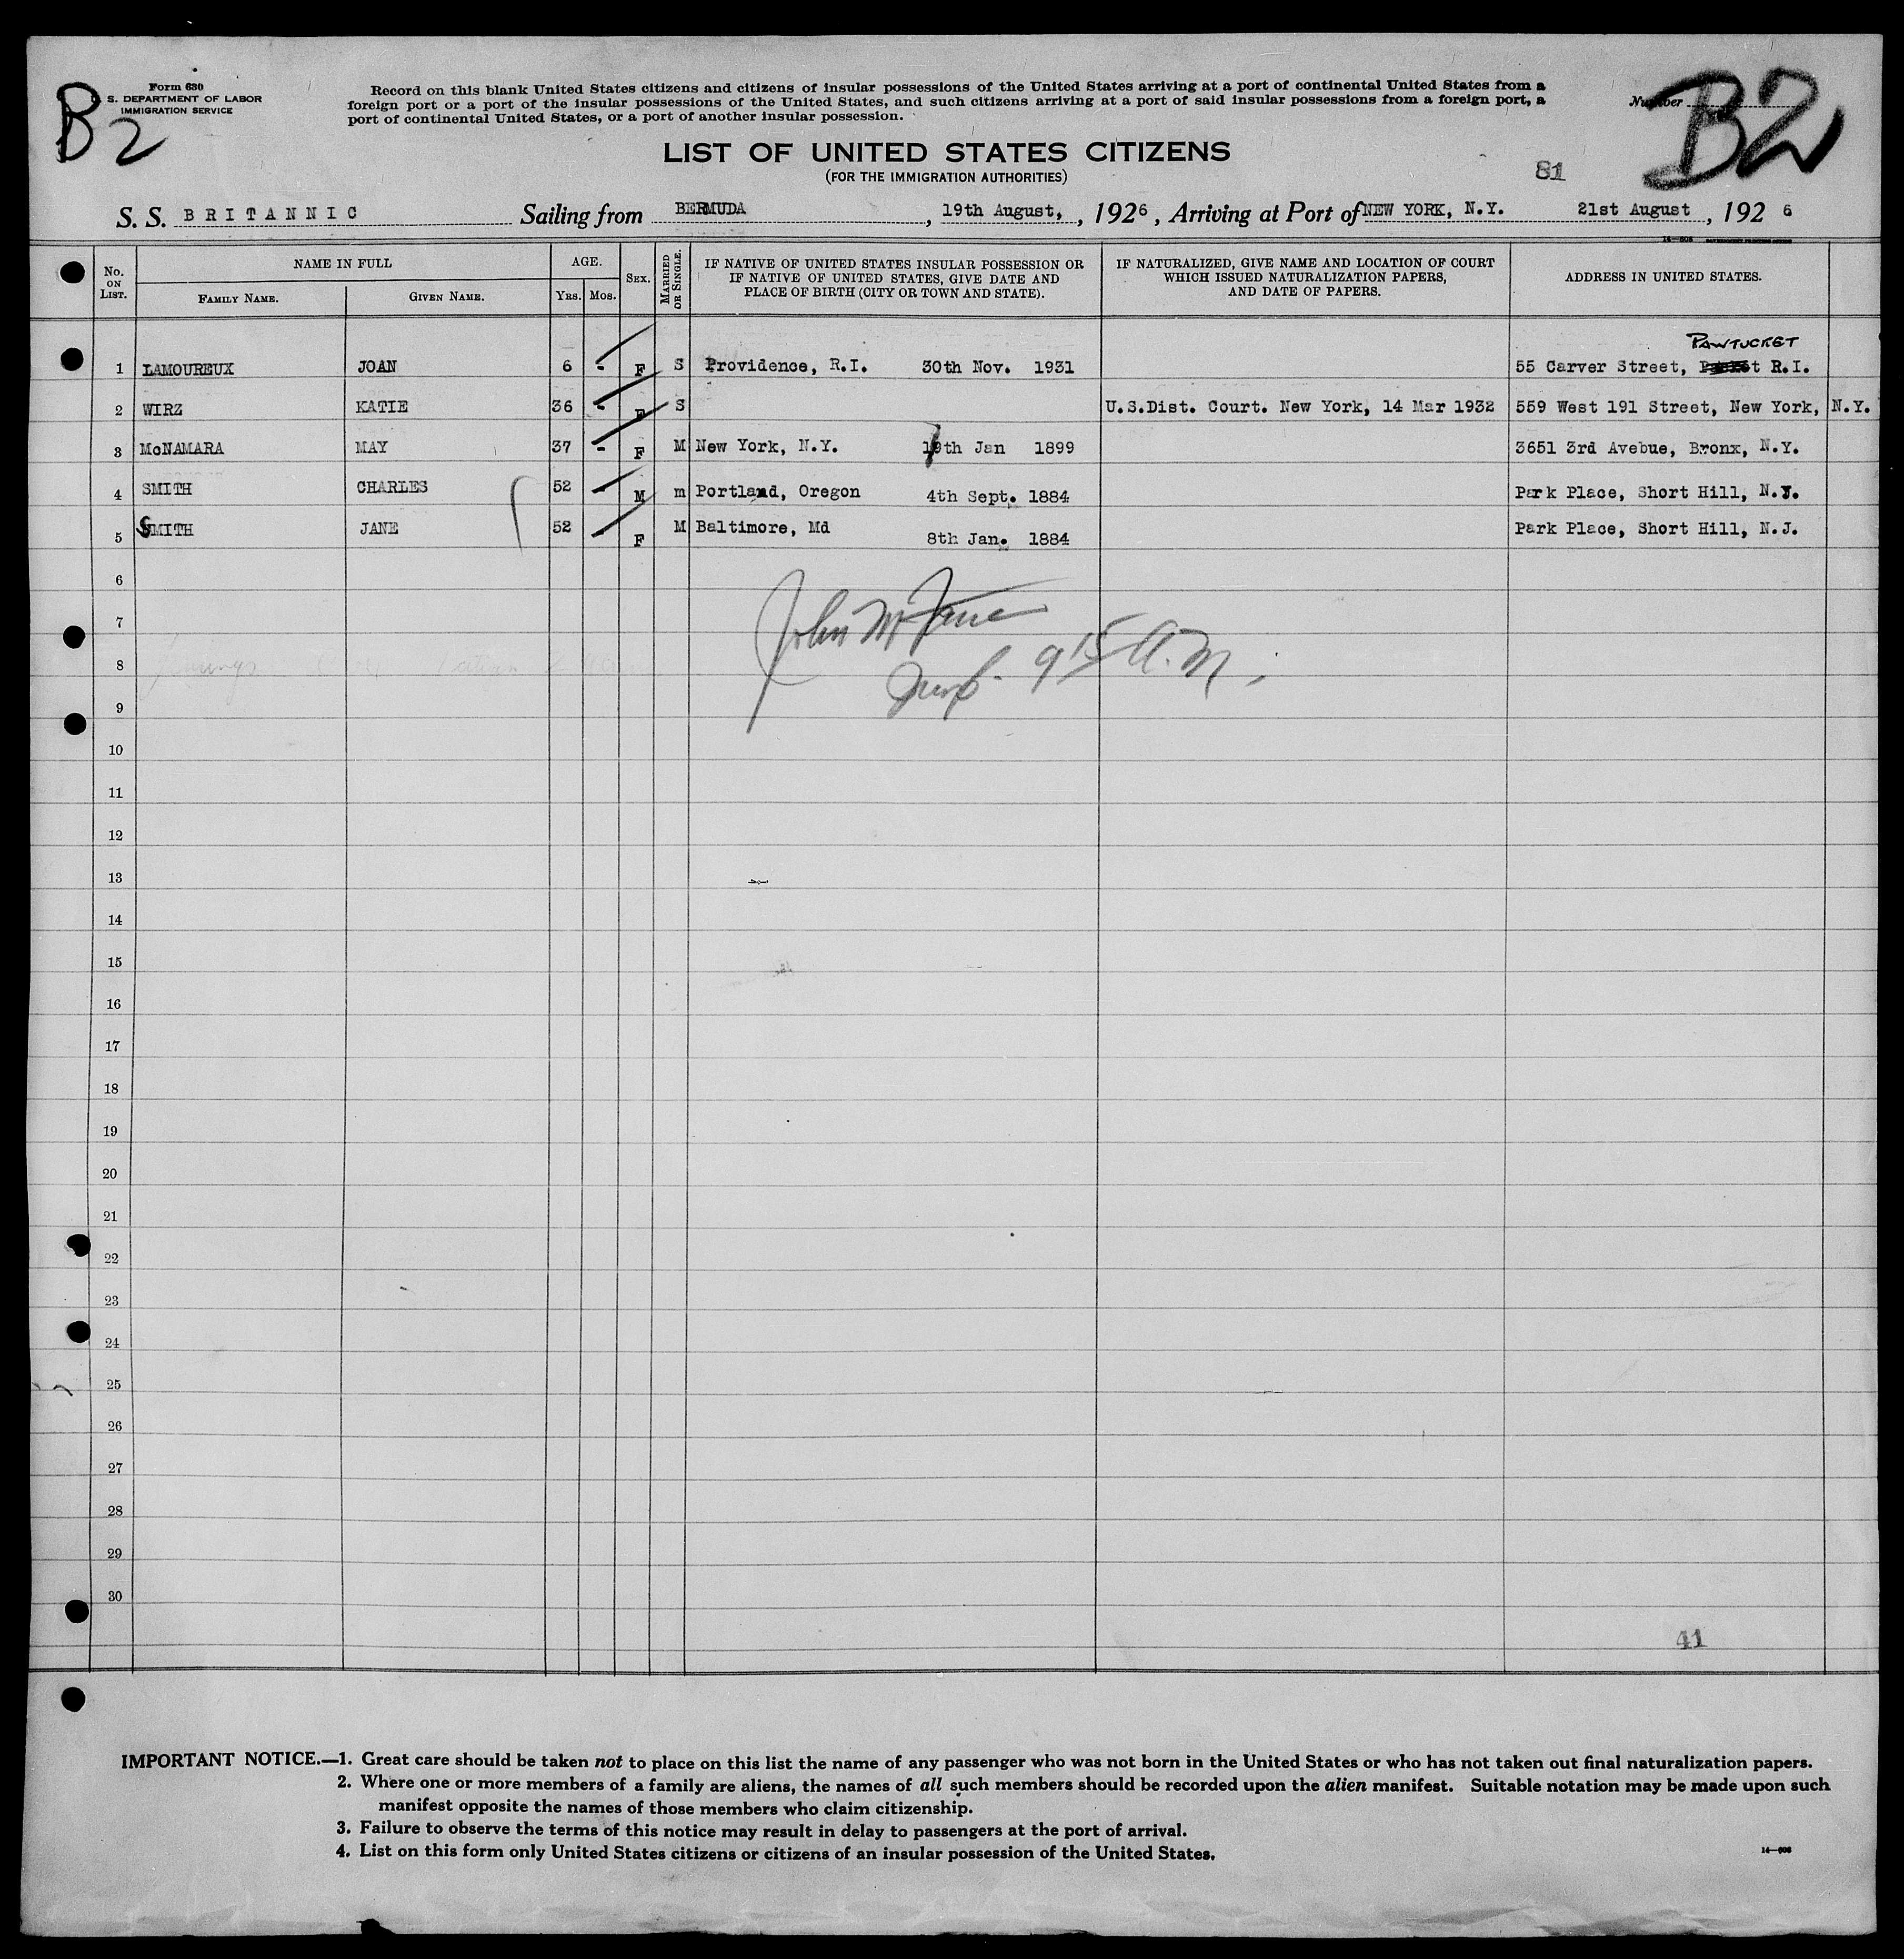 Form 630
S. DEPARTMENT OF LABOR
IMMIGRATION SERVICE
B2
Record on this blank United States citizens and citizens of insular possessions of the United States arriving at a port of continental United States from a
foreign port or a port of the insular possessions of the United States, and such citizens arriving at a port of said insular possessions from a foreign port, a
port of continental United States, or a port of another insular possession.
Number
B2
LIST OF UNITED STATES CITIZENS
(FOR THE IMMIGRATION AUTHORITIES)
81
S. S. BRITANNIC Sailing from BERMUDA, 19th August, , 1926, Arriving at Port of NEW YORK, N.Y. 21st August, 192 6
No. ON LIST. NAME IN FULL FAMILY NAME. GIVEN NAME. AGE. YRS. MOS. SEX. MARRIED OR SINGLE. IF NATIVE OF UNITED STATES INSULAR POSSESSION OR IF NATIVE OF UNITED STATES, GIVE DATE AND PLACE OF BIRTH (CITY OR TOWN AND STATE). IF NATURALIZED, GIVE NAME AND LOCATION OF COURT WHICH ISSUED NATURALIZATION PAPERS, AND DATE OF PAPERS. ADDRESS IN UNITED STATES.
PAWTUCKET
1 LAMOUREUX JOAN 6 - F S Providence, R.I. 30th Nov. 1931 55 Carver Street, R.I.
2 WIRZ KATIE 36 - F S U.S.Dist. Court. New York, 14 Mar 1932 559 West 191 Street, New York, N.Y.
3 McNAMARA MAY 37 - F M New York, N.Y. 19th Jan 1899 3651 3rd Avebue, Bronx, N.Y.
4 SMITH CHARLES 52 - M m Portland, Oregon 4th Sept. 1884 Park Place, Short Hill, N.J.
5 SMITH JANE 52 - F M Baltimore, Md 8th Jan. 1884 Park Place, Short Hill, N.J.
6
7
John
8
9 15 A.M.
9
10
11
12
13
14
15
16
17
18
19
20
21
22
23
24
25
26
27
28
29
30
41
IMPORTANT NOTICE.—1. Great care should be taken not to place on this list the name of any passenger who was not born in the United States or who has not taken out final naturalization papers.
2. Where one or more members of a family are aliens, the names of all such members should be recorded upon the alien manifest. Suitable notation may be made upon such
manifest opposite the names of those members who claim citizenship.
3. Failure to observe the terms of this notice may result in delay to passengers at the port of arrival.
4. List on this form only United States citizens or citizens of an insular possession of the United States.